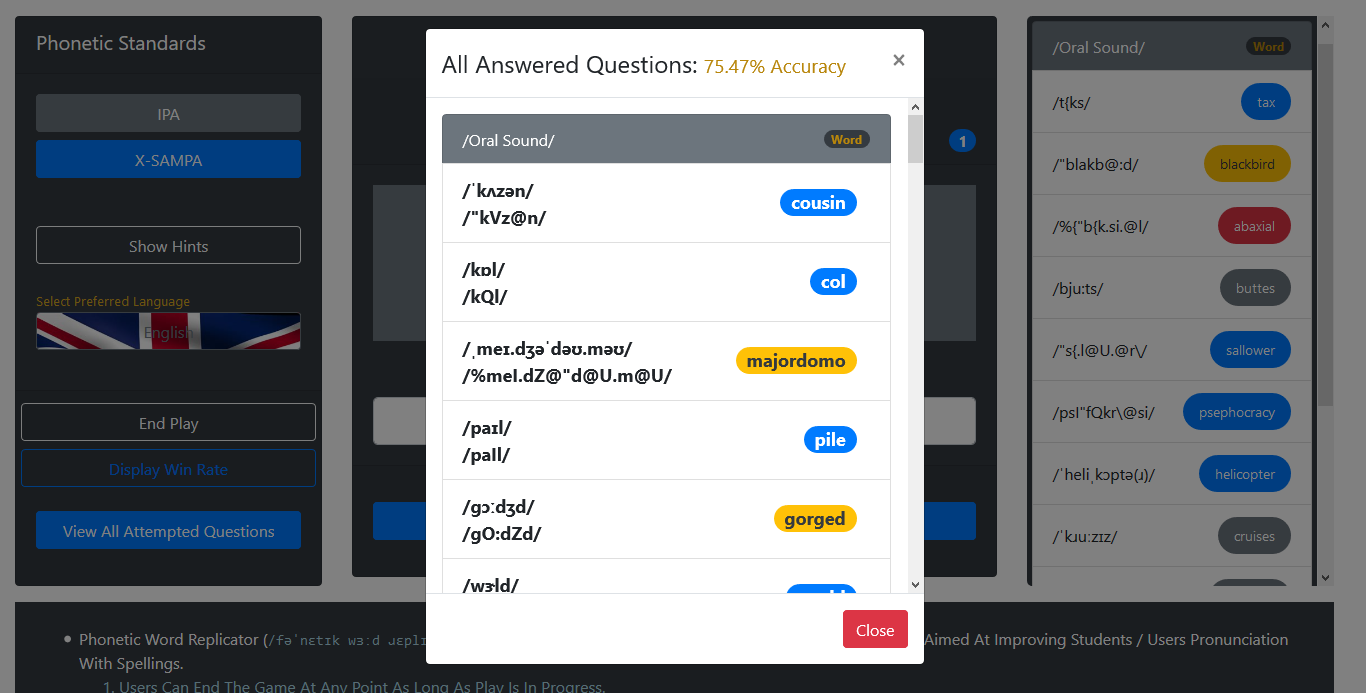 Phonetic Standards
IPA
X-SAMPA
Show Hints
Select Preferred Language
English
End Play
Display Win Rate
View All Attempted Questions
1
All Answered Questions: 75.47% Accuracy
×
/Oral Sound/ Word
/ˈkʌzən/
/"kVz@n/
cousin
/kɒl/
/kQl/
col
/ˌmeɪ.dʒəˈdəʊ.məʊ/
/%meI.dZ@"d@U.m@U/
majordomo
/paɪl/
/paIl/
pile
/gɔːdʒd/
/gO:dZd/
gorged
/wɝld/
Close
/Oral Sound/ Word
/t{ks/ tax
/"blakb@:d/ blackbird
/%{"b{k.si.@l/ abaxial
/bju:ts/ buttes
/"s{.l@U.@r\/ sallower
/psI"fQkr\@si/ psephocracy
/ˈheliˌkɔptə(ɹ)/ helicopter
/ˈkɹuːzɪz/ cruises
Phonetic Word Replicator (/fəˈnɛtɪk wɜːd ɹɛplɪ Aimed At Improving Students / Users Pronunciation
With Spellings.
1. Users Can End The Game At Any Point As Long As Play Is In Progress.